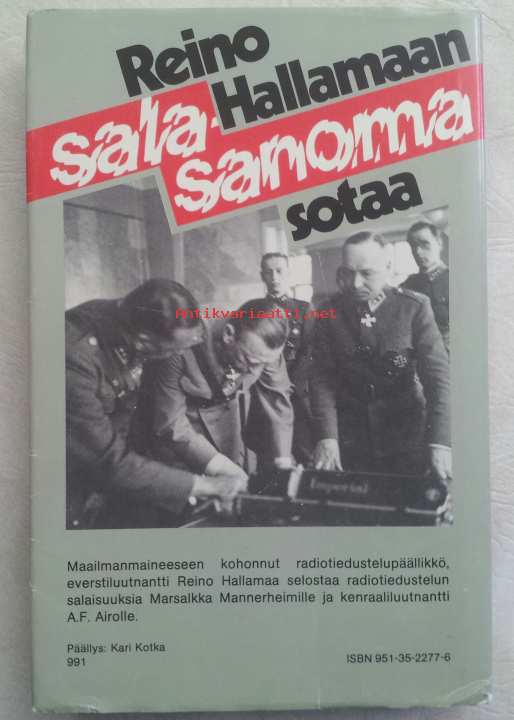 Reino
Hallamaan
sala-
sanoma
sotaa
Antikvariaatti.net
Imperial
Maailmanmaineeseen kohonnut radiotiedustelupäällikkö,
everstiluutnantti Reino Hallamaa selostaa radiotiedustelun
salaisuuksia Marsalkka Mannerheimille ja kenraaliluutnantti
A.F. Airolle.
Päällys: Kari Kotka
991
ISBN 951-35-2277-6